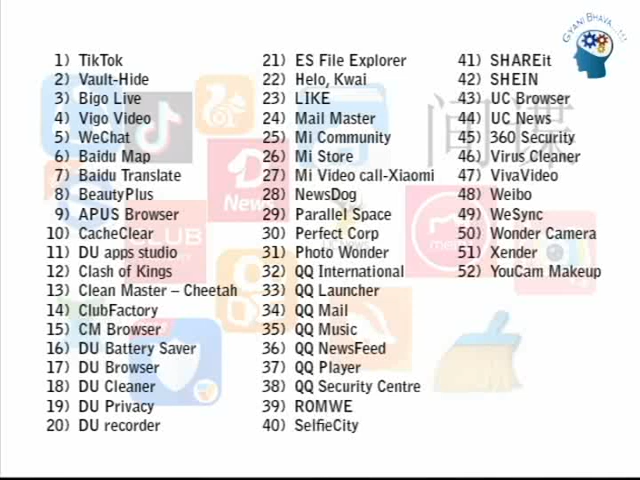 GYANI BHAYA...!!!
1) TikTok
2) Vault-Hide
3) Bigo Live
4) Vigo Video
5) WeChat
6) Baidu Map
7) Baidu Translate
8) BeautyPlus
9) APUS Browser
10) CacheClear
11) DU apps studio
12) Clash of Kings
13) Clean Master – Cheetah
14) ClubFactory
15) CM Browser
16) DU Battery Saver
17) DU Browser
18) DU Cleaner
19) DU Privacy
20) DU recorder
21) ES File Explorer
22) Helo, Kwai
23) LIKE
24) Mail Master
25) Mi Community
26) Mi Store
27) Mi Video call-Xiaomi
28) NewsDog
29) Parallel Space
30) Perfect Corp
31) Photo Wonder
32) QQ International
33) QQ Launcher
34) QQ Mail
35) QQ Music
36) QQ NewsFeed
37) QQ Player
38) QQ Security Centre
39) ROMWE
40) SelfieCity
41) SHAREit
42) SHEIN
43) UC Browser
44) UC News
45) 360 Security
46) Virus Cleaner
47) VivaVideo
48) Weibo
49) WeSync
50) Wonder Camera
51) Xender
52) YouCam Makeup
间谍
News
CLUB